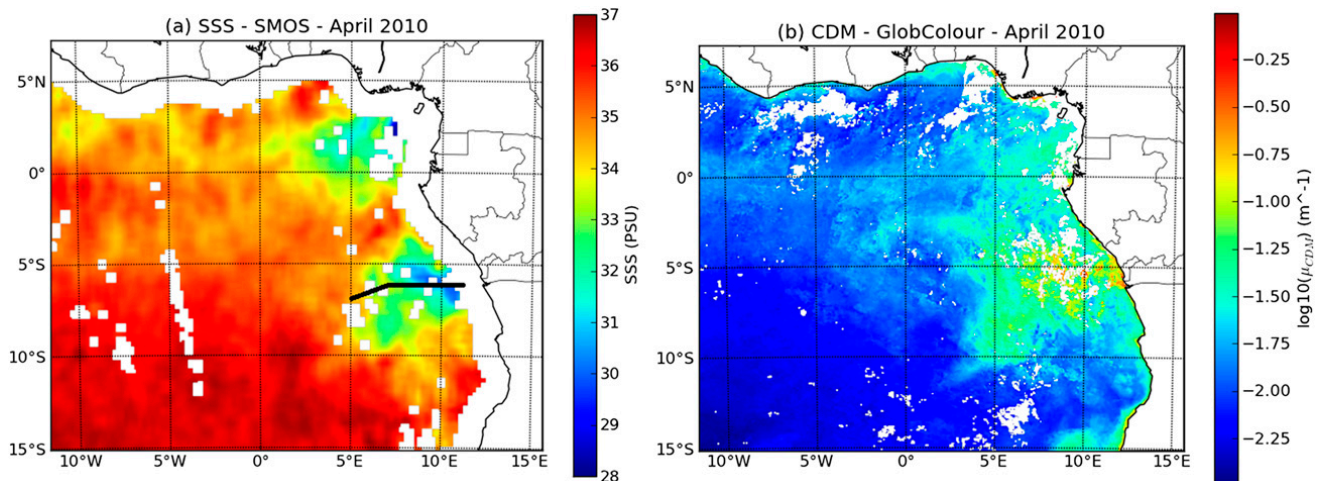 (a) SSS - SMOS - April 2010
5°N
0°
5°S
10°S
15°S
10°W
5°W
0°
5°E
10°E
15°E
37
36
35
34
33
32
31
30
29
28
SSS (PSU)
(b) CDM - GlobColour - April 2010
5°N
0°
5°S
10°S
15°S
10°W
5°W
0°
5°E
10°E
15°E
−0.25
−0.50
−0.75
−1.00
−1.25
−1.50
−1.75
−2.00
−2.25
log10(μ_CDM) (m^-1)